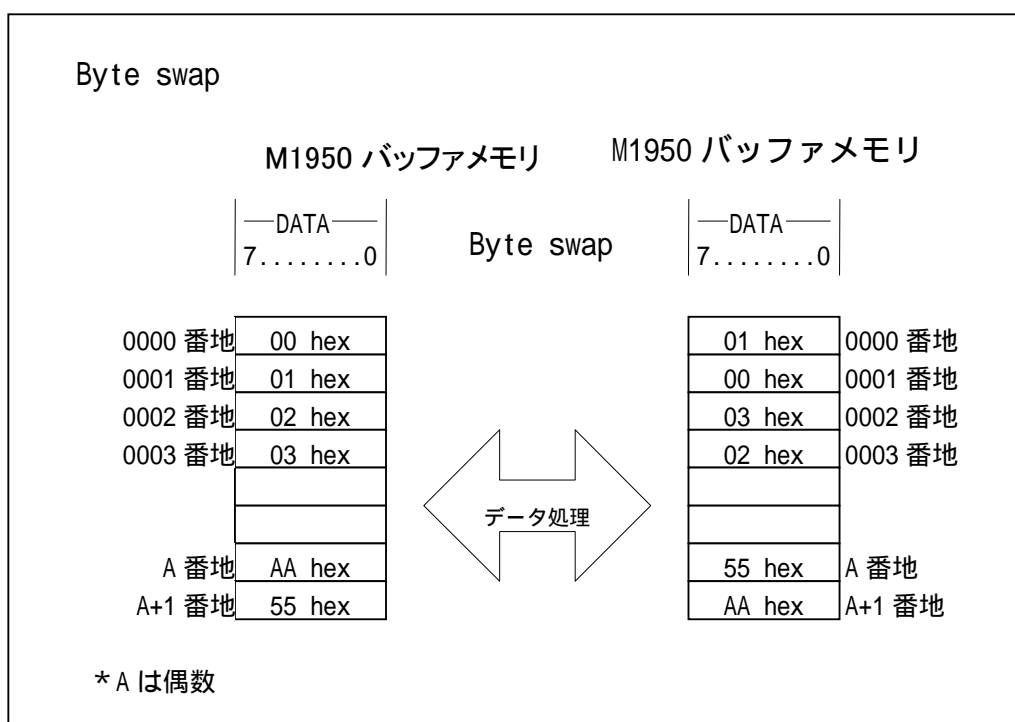 Byte swap
M1950 バッファメモリ M1950 バッファメモリ
DATA DATA
7........0 Byte swap 7........0
0000 番地 00 hex 01 hex 0000 番地
0001 番地 01 hex 00 hex 0001 番地
0002 番地 02 hex 03 hex 0002 番地
0003 番地 03 hex 02 hex 0003 番地
データ処理
A 番地 AA hex 55 hex A 番地
A+1 番地 55 hex AA hex A+1 番地
*A は偶数